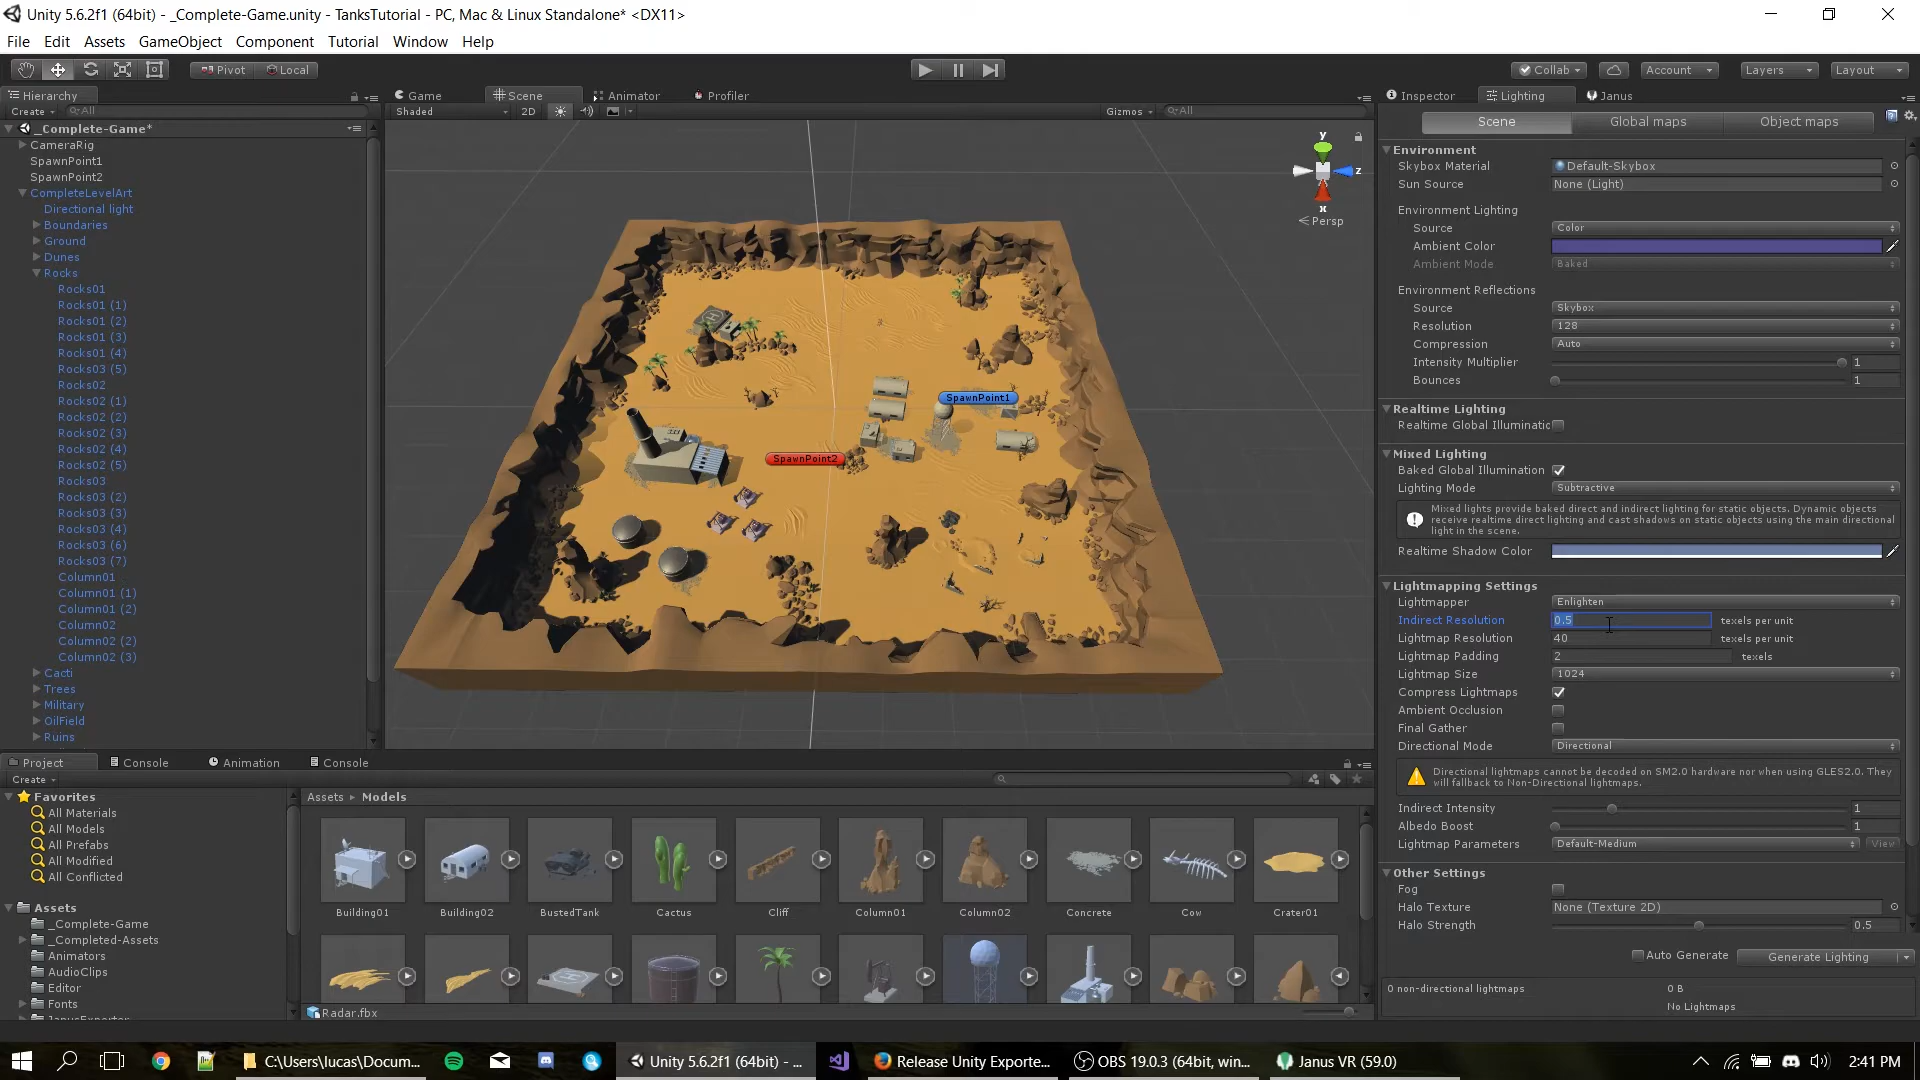 Unity 5.6.2f1 (64bit) - _Complete-Game.unity - TanksTutorial - PC, Mac & Linux Standalone* <DX11>
File Edit Assets GameObject Component Tutorial Window Help
Pivot Local Collab Account Layers Layout
Hierarchy
Create All
_Complete-Game*
CameraRig
SpawnPoint1
SpawnPoint2
CompleteLevelArt
Directional light
Boundaries
Ground
Dunes
Rocks
Rocks01
Rocks01 (1)
Rocks01 (2)
Rocks01 (3)
Rocks01 (4)
Rocks03 (5)
Rocks02
Rocks02 (1)
Rocks02 (2)
Rocks02 (3)
Rocks02 (4)
Rocks02 (5)
Rocks03
Rocks03 (2)
Rocks03 (3)
Rocks03 (4)
Rocks03 (6)
Rocks03 (7)
Column01
Column01 (1)
Column01 (2)
Column02
Column02 (2)
Column02 (3)
Cacti
Trees
Military
OilField
Ruins
Game Scene Animator Profiler
Shaded 2D Gizmos All
y
z
x
Persp
SpawnPoint1
SpawnPoint2
Inspector Lighting Janus
Scene Global maps Object maps
Environment
Skybox Material Default-Skybox
Sun Source None (Light)
Environment Lighting
Source Color
Ambient Color
Ambient Mode Baked
Environment Reflections
Source Skybox
Resolution 128
Compression Auto
Intensity Multiplier 1
Bounces 1
Realtime Lighting
Realtime Global Illuminatic
Mixed Lighting
Baked Global Illumination
Lighting Mode Subtractive
Mixed lights provide baked direct and indirect lighting for static objects. Dynamic objects
receive realtime direct lighting and cast shadows on static objects using the main directional
light in the scene.
Realtime Shadow Color
Lightmapping Settings
Lightmapper Enlighten
Indirect Resolution 0.5 texels per unit
Lightmap Resolution 40 texels per unit
Lightmap Padding 2 texels
Lightmap Size 1024
Compress Lightmaps
Ambient Occlusion
Final Gather
Directional Mode Directional
Directional lightmaps cannot be decoded on SM2.0 hardware nor when using GLES2.0. They
will fallback to Non-Directional lightmaps.
Indirect Intensity 1
Albedo Boost 1
Lightmap Parameters Default-Medium View
Other Settings
Fog
Halo Texture None (Texture 2D)
Halo Strength 0.5
Auto Generate Generate Lighting
0 non-directional lightmaps 0 B
No Lightmaps
Project Console Animation Console
Create
Favorites
All Materials
All Models
All Prefabs
All Modified
All Conflicted
Assets
_Complete-Game
_Completed-Assets
Animators
AudioClips
Editor
Fonts
JanusExporter
Assets Models
Building01 Building02 BustedTank Cactus Cliff Column01 Column02 Concrete Cow Crater01
Radar.fbx
C:\Users\lucas\Docum... Unity 5.6.2f1 (64bit) - ... Release Unity Exporte... OBS 19.0.3 (64bit, win... Janus VR (59.0) 2:41 PM